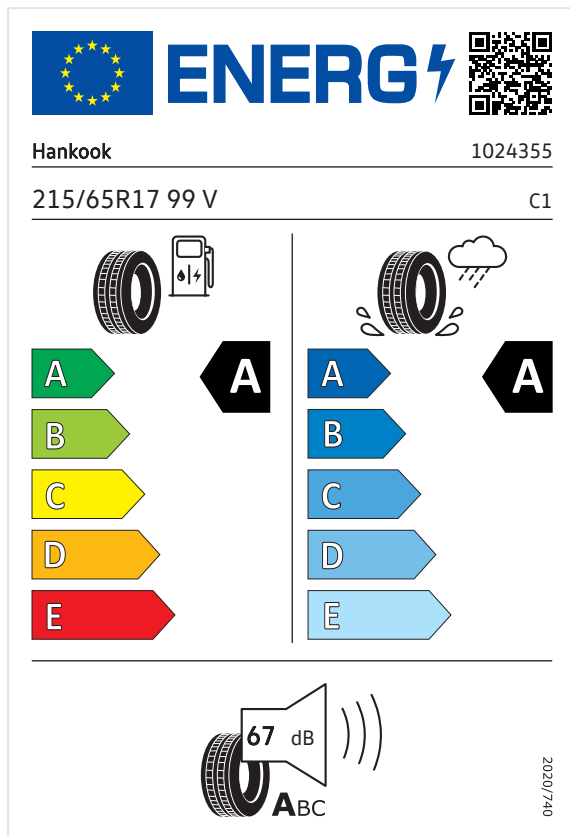 ENERG
Hankook 1024355
215/65R17 99 V C1
A A A A
B B
C C
D D
E E
67 dB
ABC
2020/740